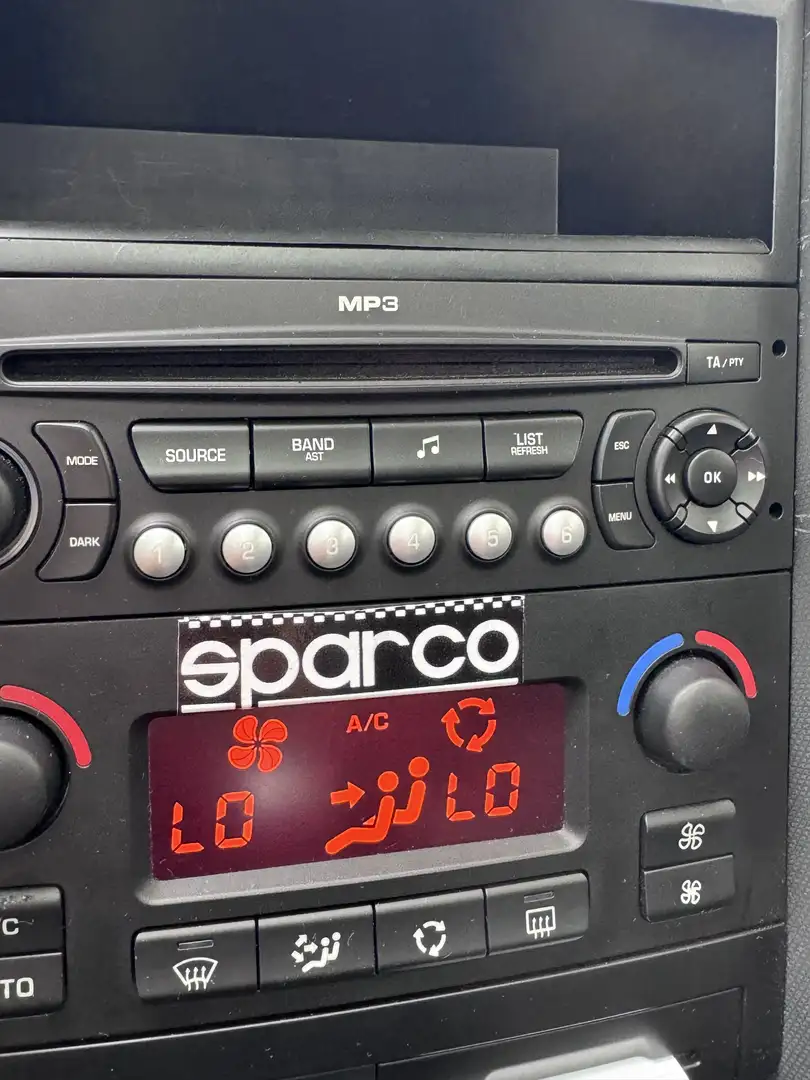 MP3
TA/PTY
MODE
SOURCE
BAND
AST
LIST
REFRESH
ESC
OK
DARK
1 2 3 4 5 6
MENU
sparco
A/C
LO LO